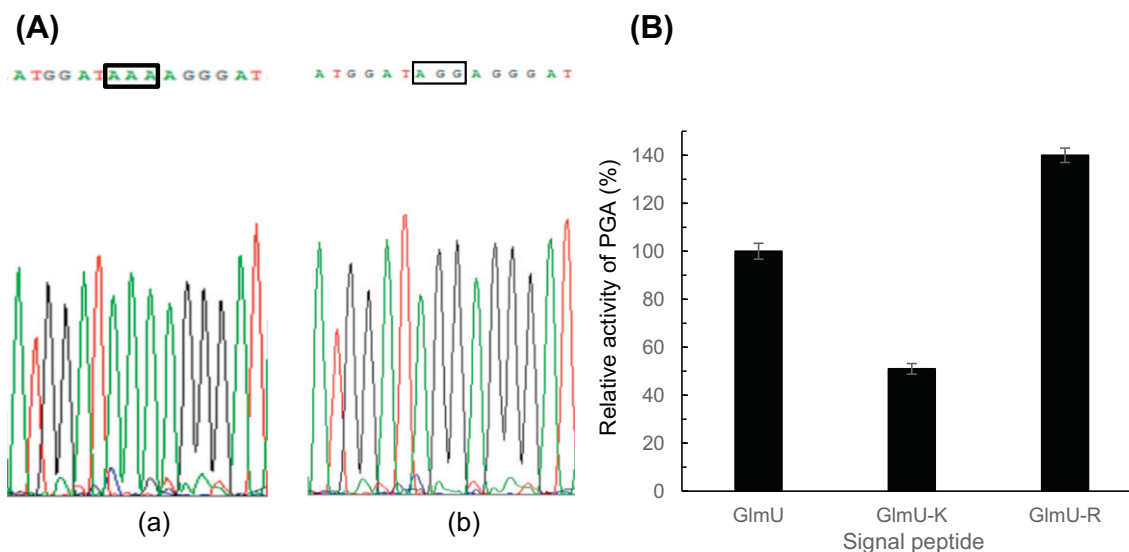 (A)
ATGGATAAAAGGGAT
(a)
ATGGATAGGAGGGAT
(b)
(B)
Relative activity of PGA (%)
140
120
100
80
60
40
20
0
GlmU GlmU-K GlmU-R
Signal peptide